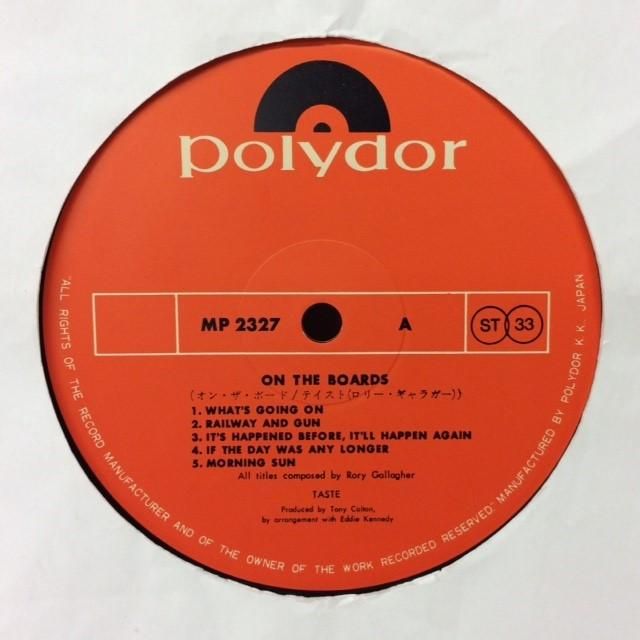 polydor
MP 2327 A ST 33
ON THE BOARDS
(オン・ザ・ボード/テイスト(ロリー・ギャラガー))
1. WHAT'S GOING ON
2. RAILWAY AND GUN
3. IT'S HAPPENED BEFORE, IT'LL HAPPEN AGAIN
4. IF THE DAY WAS ANY LONGER
5. MORNING SUN
All titles composed by Rory Gallagher
TASTE
Produced by Tony Colton,
by arrangement with Eddie Kennedy
"ALL RIGHTS OF THE RECORD MANUFACTURER AND OF THE OWNER OF THE WORK RECORDED RESERVED: MANUFACTURED BY POLYDOR K.K., JAPAN